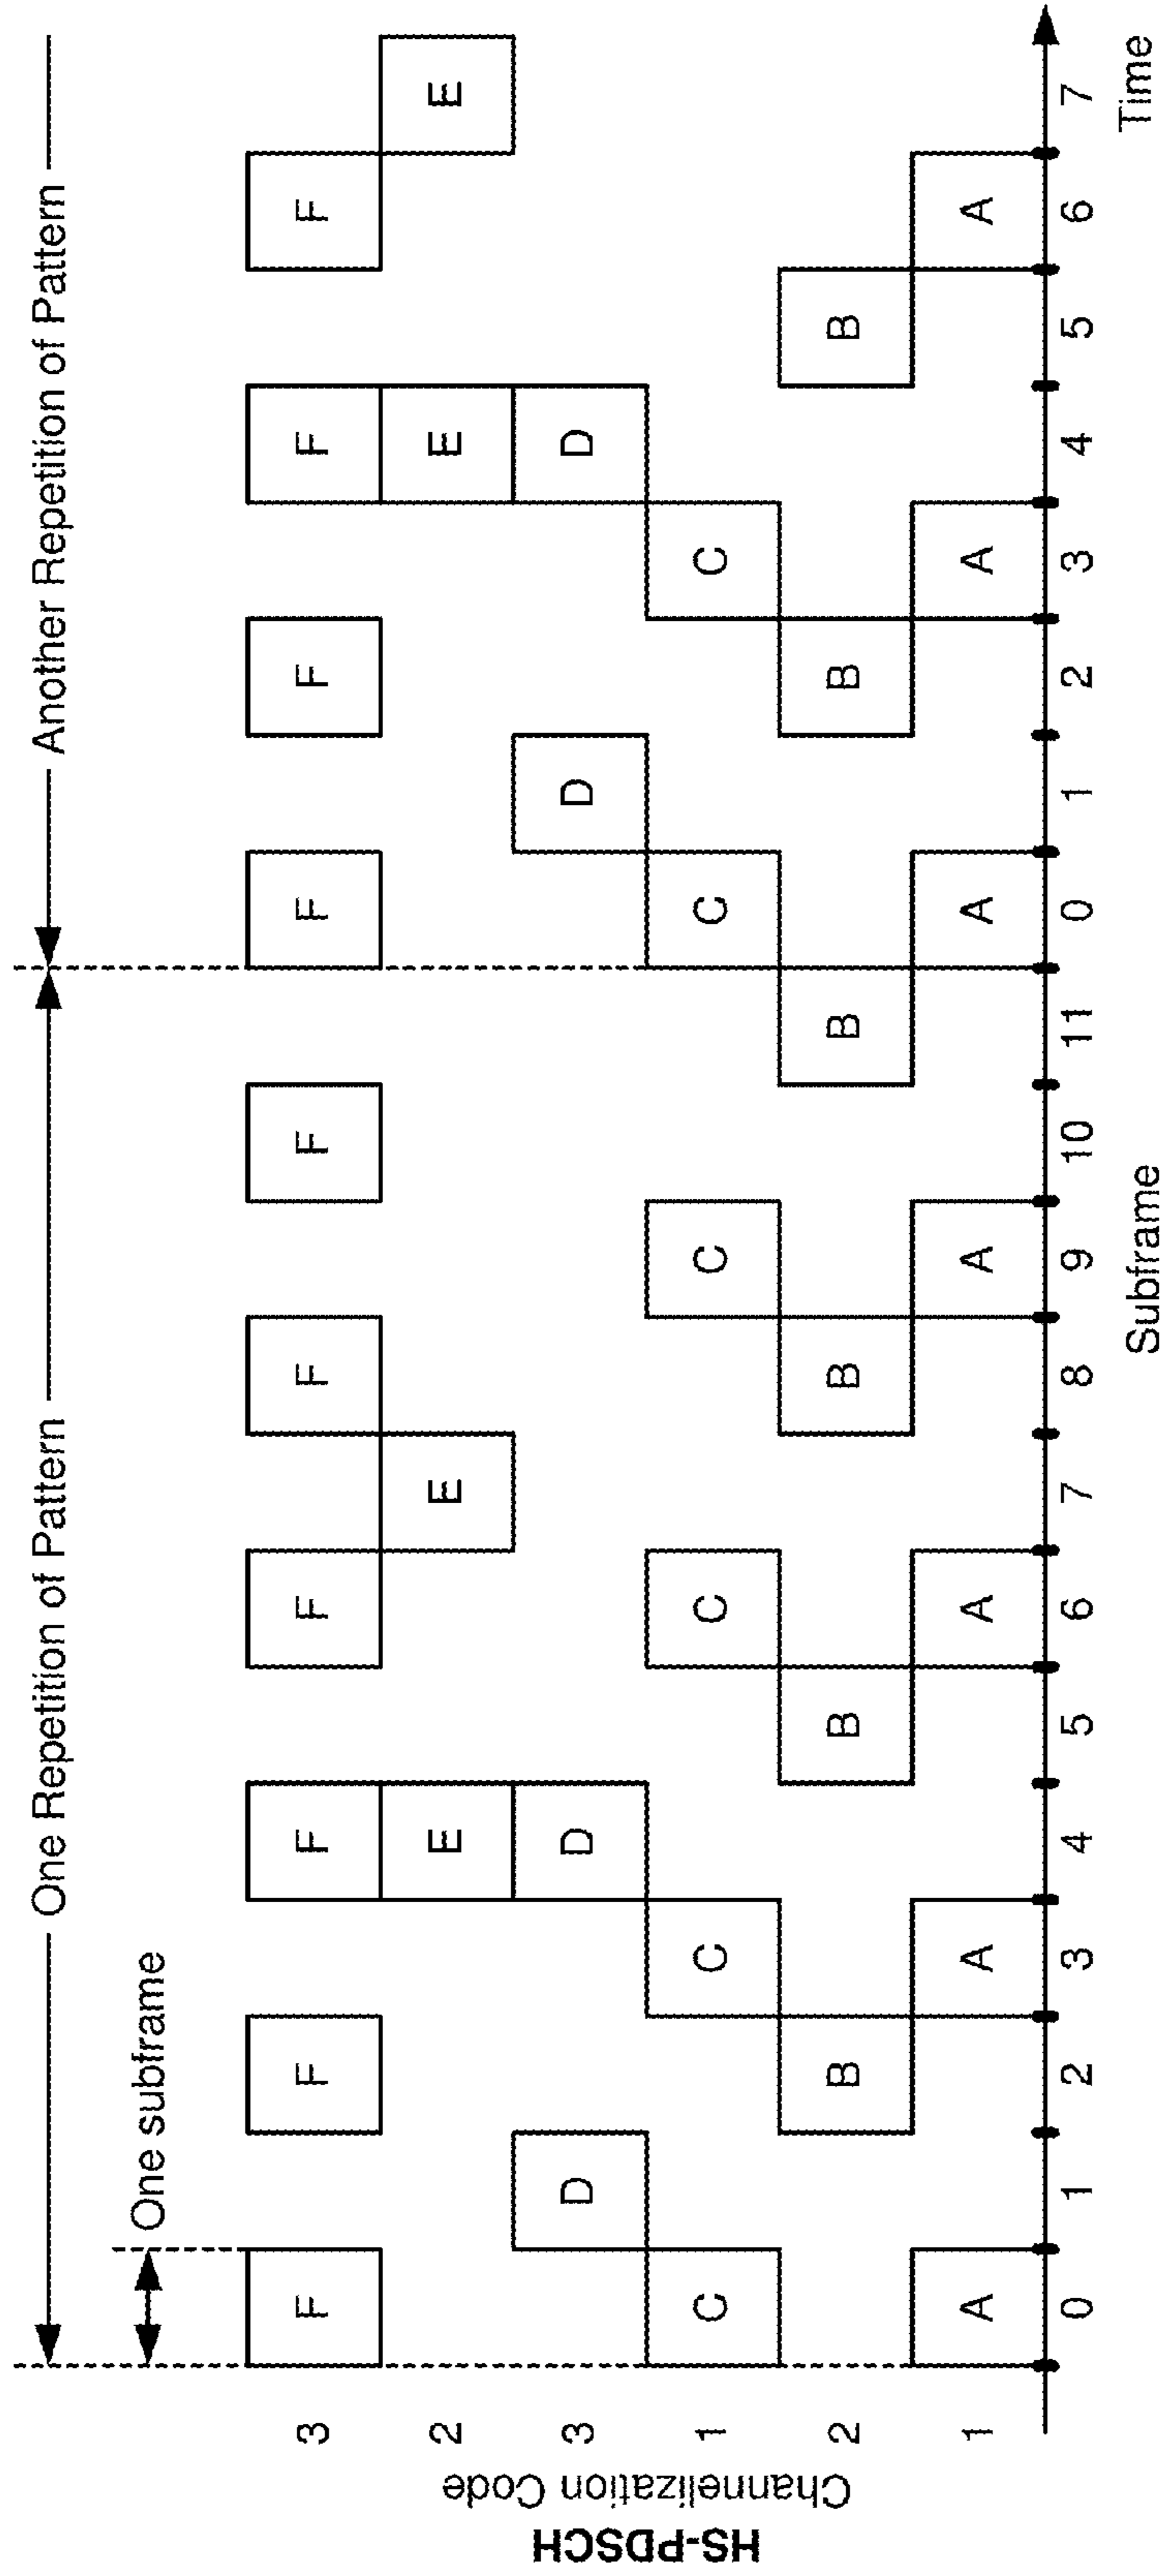 One Repetition of Pattern Another Repetition of Pattern
One subframe
HS-PDSCH
Channelization Code
3 F F F F F F F F F F
2 E E E E
3 D D D D
1 C C C C C C
2 B B B B B B
1 A A A A A A A
0 1 2 3 4 5 6 7 8 9 10 11 0 1 2 3 4 5 6 7
Subframe Time